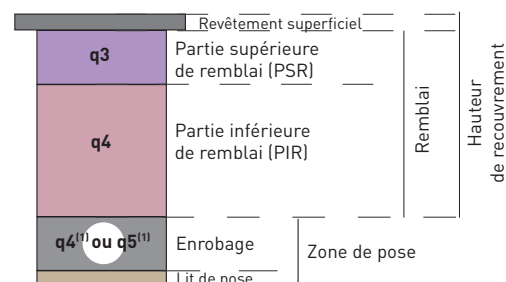 Revêtement superficiel
q3
Partie supérieure
de remblai (PSR)
q4
Partie inférieure
de remblai (PIR)
Remblai
Hauteur
de recouvrement
q4(1) ou q5(1)
Enrobage
Zone de pose
Lit de pose